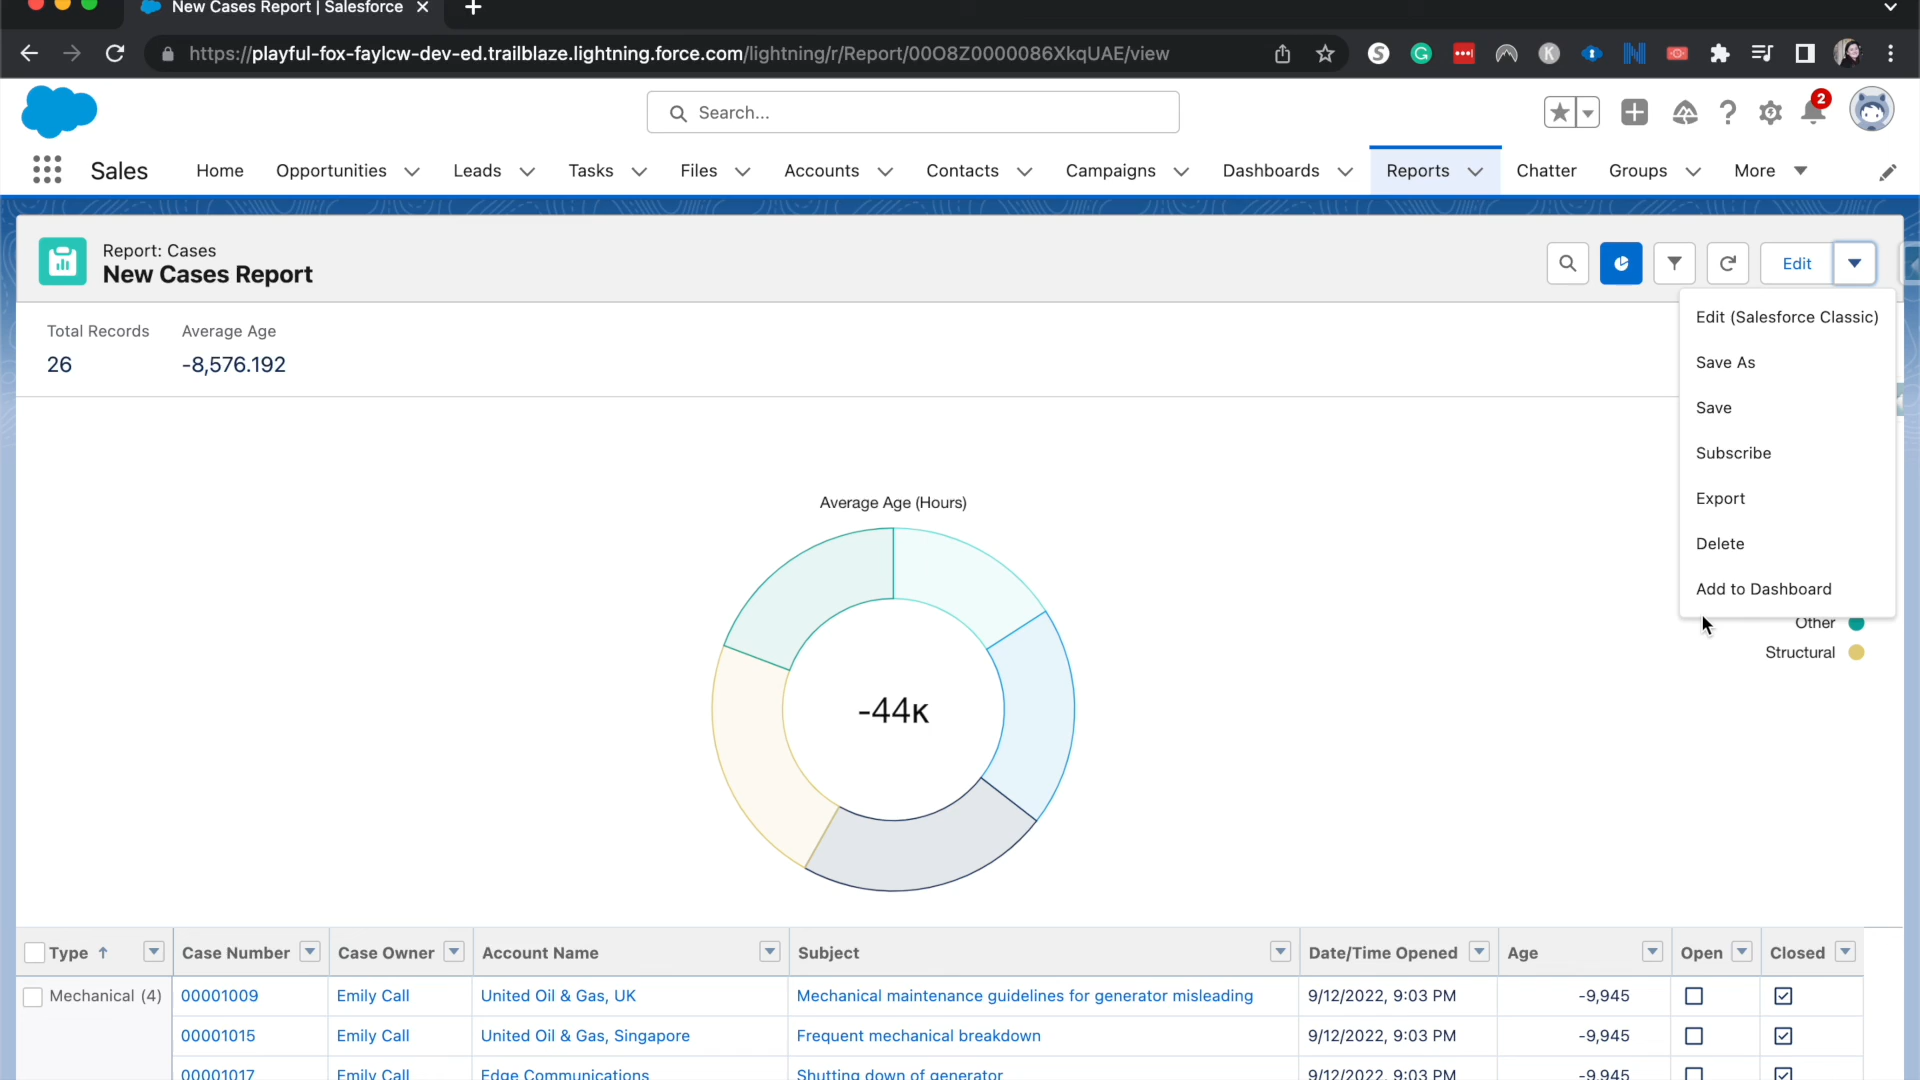 New Cases Report | Salesforce
https://playful-fox-faylcw-dev-ed.trailblaze.lightning.force.com/lightning/r/Report/00O8Z0000086XkqUAE/view
Search...
2
Sales Home Opportunities Leads Tasks Files Accounts Contacts Campaigns Dashboards Reports Chatter Groups More
Report: Cases
New Cases Report
Edit
Total Records Average Age
26 -8,576.192
Edit (Salesforce Classic)
Save As
Save
Subscribe
Export
Delete
Add to Dashboard
Average Age (Hours)
-44K
Other
Structural
Type Case Number Case Owner Account Name Subject Date/Time Opened Age Open Closed
Mechanical (4) 00001009 Emily Call United Oil & Gas, UK Mechanical maintenance guidelines for generator misleading 9/12/2022, 9:03 PM -9,945
00001015 Emily Call United Oil & Gas, Singapore Frequent mechanical breakdown 9/12/2022, 9:03 PM -9,945
00001017 Emily Call Edge Communications Shutting down of generator 9/12/2022, 9:03 PM -9,945